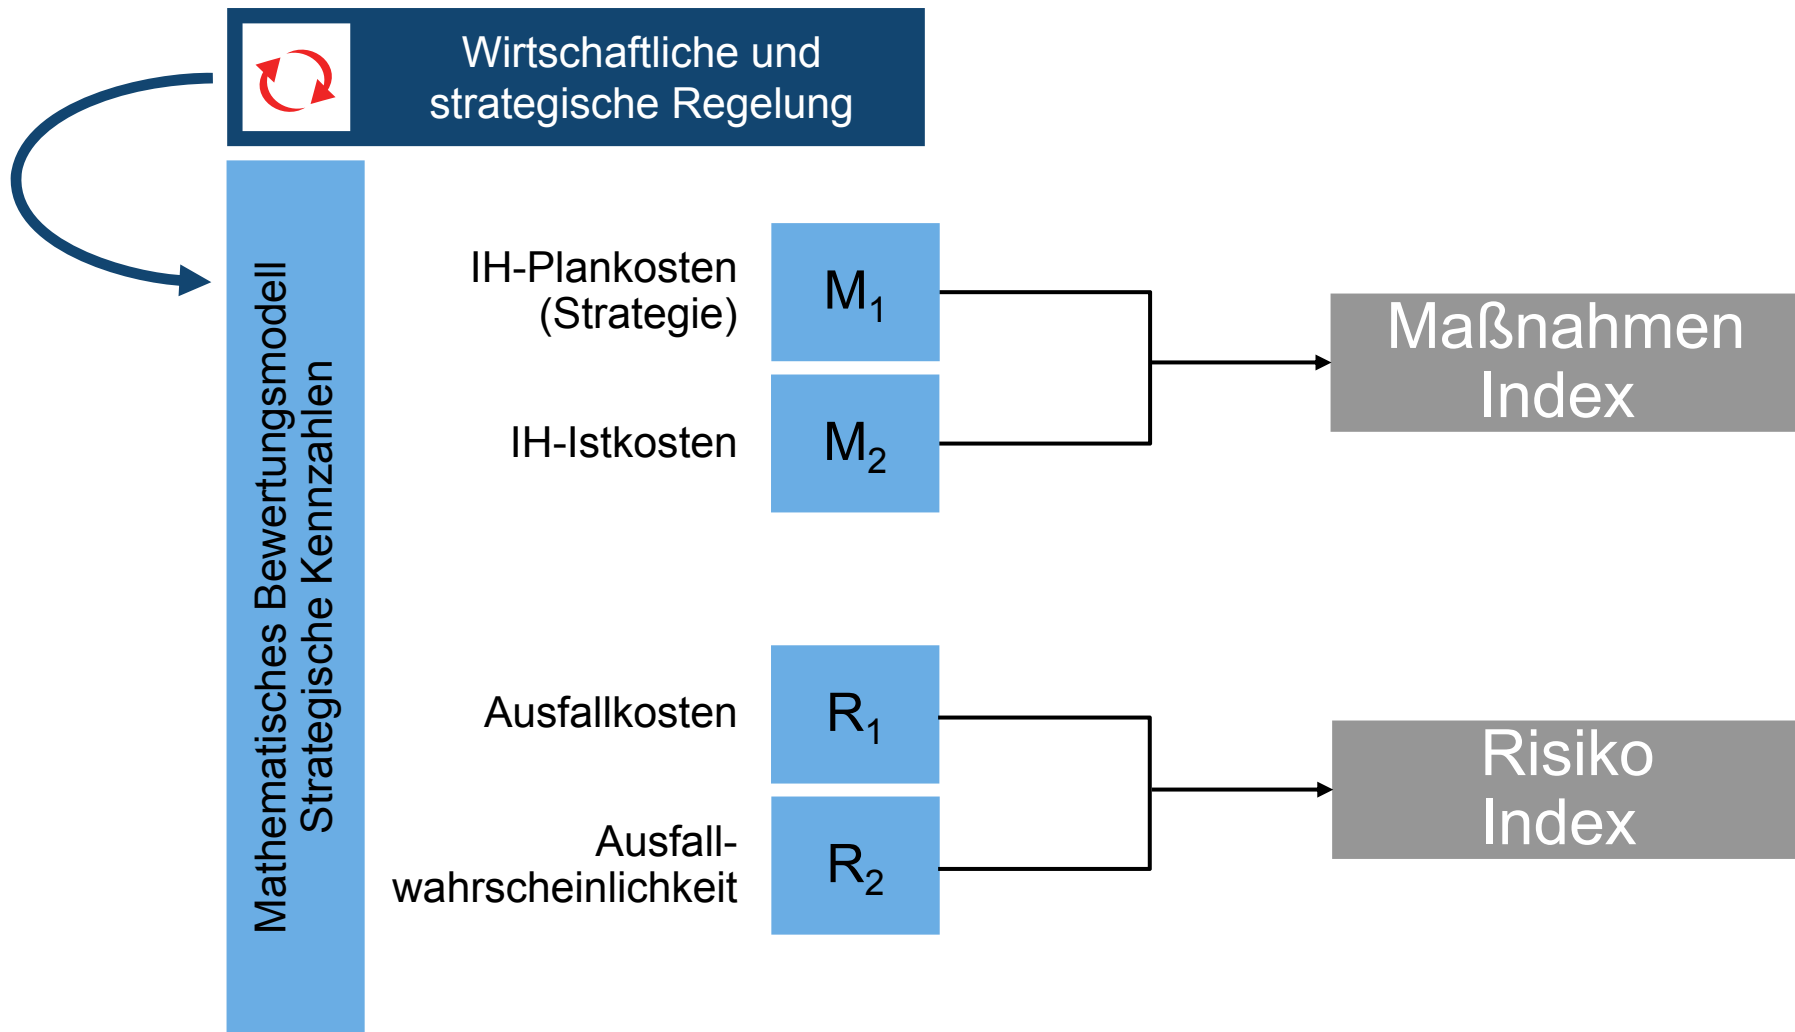 Wirtschaftliche und
strategische Regelung
Mathematisches Bewertungsmodell
Strategische Kennzahlen
IH-Plankosten
(Strategie)
M₁
IH-Istkosten
M₂
Maßnahmen
Index
Ausfallkosten
R₁
Ausfall-
wahrscheinlichkeit
R₂
Risiko
Index